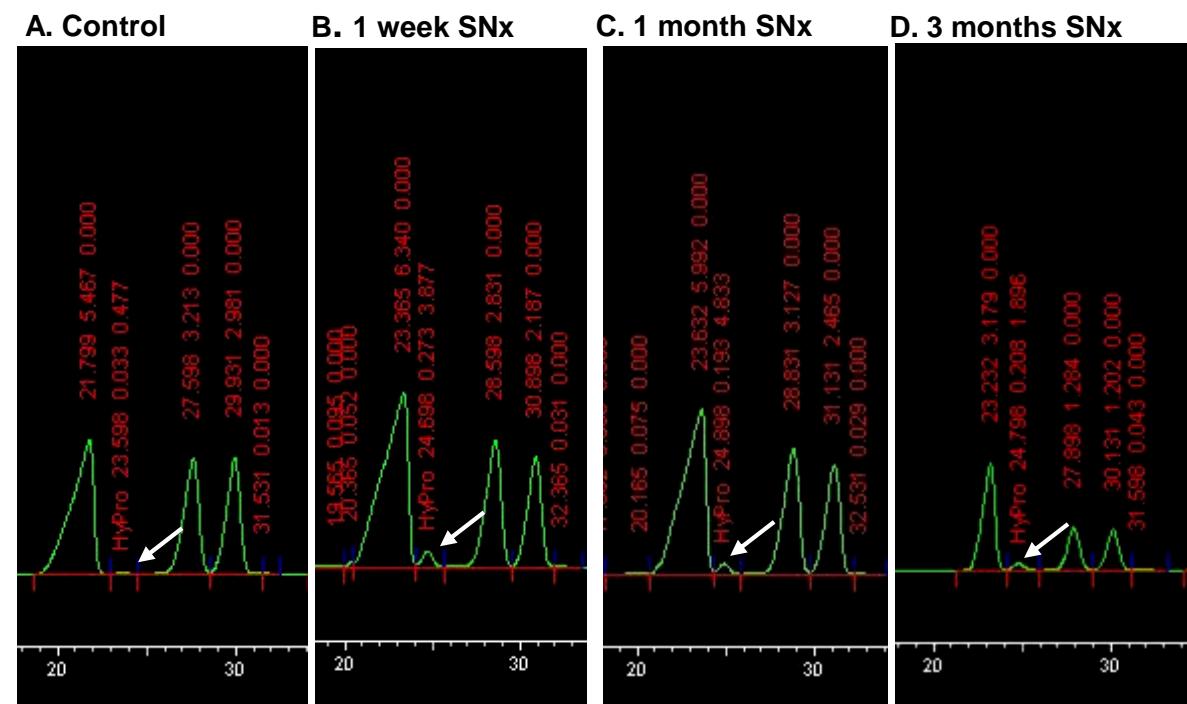 A. Control
21.799 5.467 0.000
HyPro 23.598 0.033 0.477
27.598 3.213 0.000
29.931 2.981 0.000
31.531 0.013 0.000
20 30
B. 1 week SNx
19.565 0.095 0.000
0.052 0.000
23.365 6.340 0.000
HyPro 24.698 0.273 3.877
28.598 2.831 0.000
30.898 2.187 0.000
32.365 0.031 0.000
20 30
C. 1 month SNx
20.165 0.075 0.000
23.632 5.992 0.000
HyPro 24.898 0.193 4.833
28.831 3.127 0.000
31.131 2.465 0.000
32.531 0.029 0.000
20 30
D. 3 months SNx
23.232 3.179 0.000
HyPro 24.798 0.208 1.896
27.898 1.284 0.000
30.131 1.202 0.000
31.598 0.043 0.000
20 30